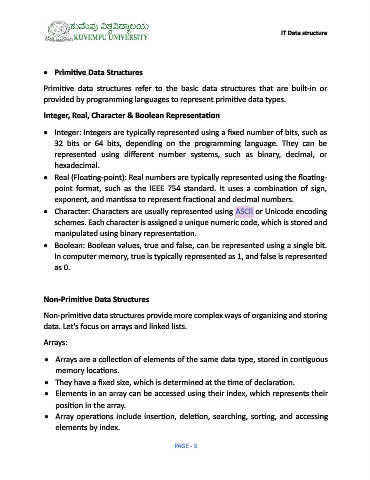 ಕುವೆಂಪು ವಿಶ್ವವಿದ್ಯಾಲಯ
KUVEMPU UNIVERSITY
IT Data structure
• Primitive Data Structures
Primitive data structures refer to the basic data structures that are built-in or
provided by programming languages to represent primitive data types.
Integer, Real, Character & Boolean Representation
• Integer: Integers are typically represented using a fixed number of bits, such as
32 bits or 64 bits, depending on the programming language. They can be
represented using different number systems, such as binary, decimal, or
hexadecimal.
• Real (Floating-point): Real numbers are typically represented using the floating-
point format, such as the IEEE 754 standard. It uses a combination of sign,
exponent, and mantissa to represent fractional and decimal numbers.
• Character: Characters are usually represented using ASCII or Unicode encoding
schemes. Each character is assigned a unique numeric code, which is stored and
manipulated using binary representation.
• Boolean: Boolean values, true and false, can be represented using a single bit.
In computer memory, true is typically represented as 1, and false is represented
as 0.
Non-Primitive Data Structures
Non-primitive data structures provide more complex ways of organizing and storing
data. Let's focus on arrays and linked lists.
Arrays:
• Arrays are a collection of elements of the same data type, stored in contiguous
memory locations.
• They have a fixed size, which is determined at the time of declaration.
• Elements in an array can be accessed using their index, which represents their
position in the array.
• Array operations include insertion, deletion, searching, sorting, and accessing
elements by index.
PAGE - 3